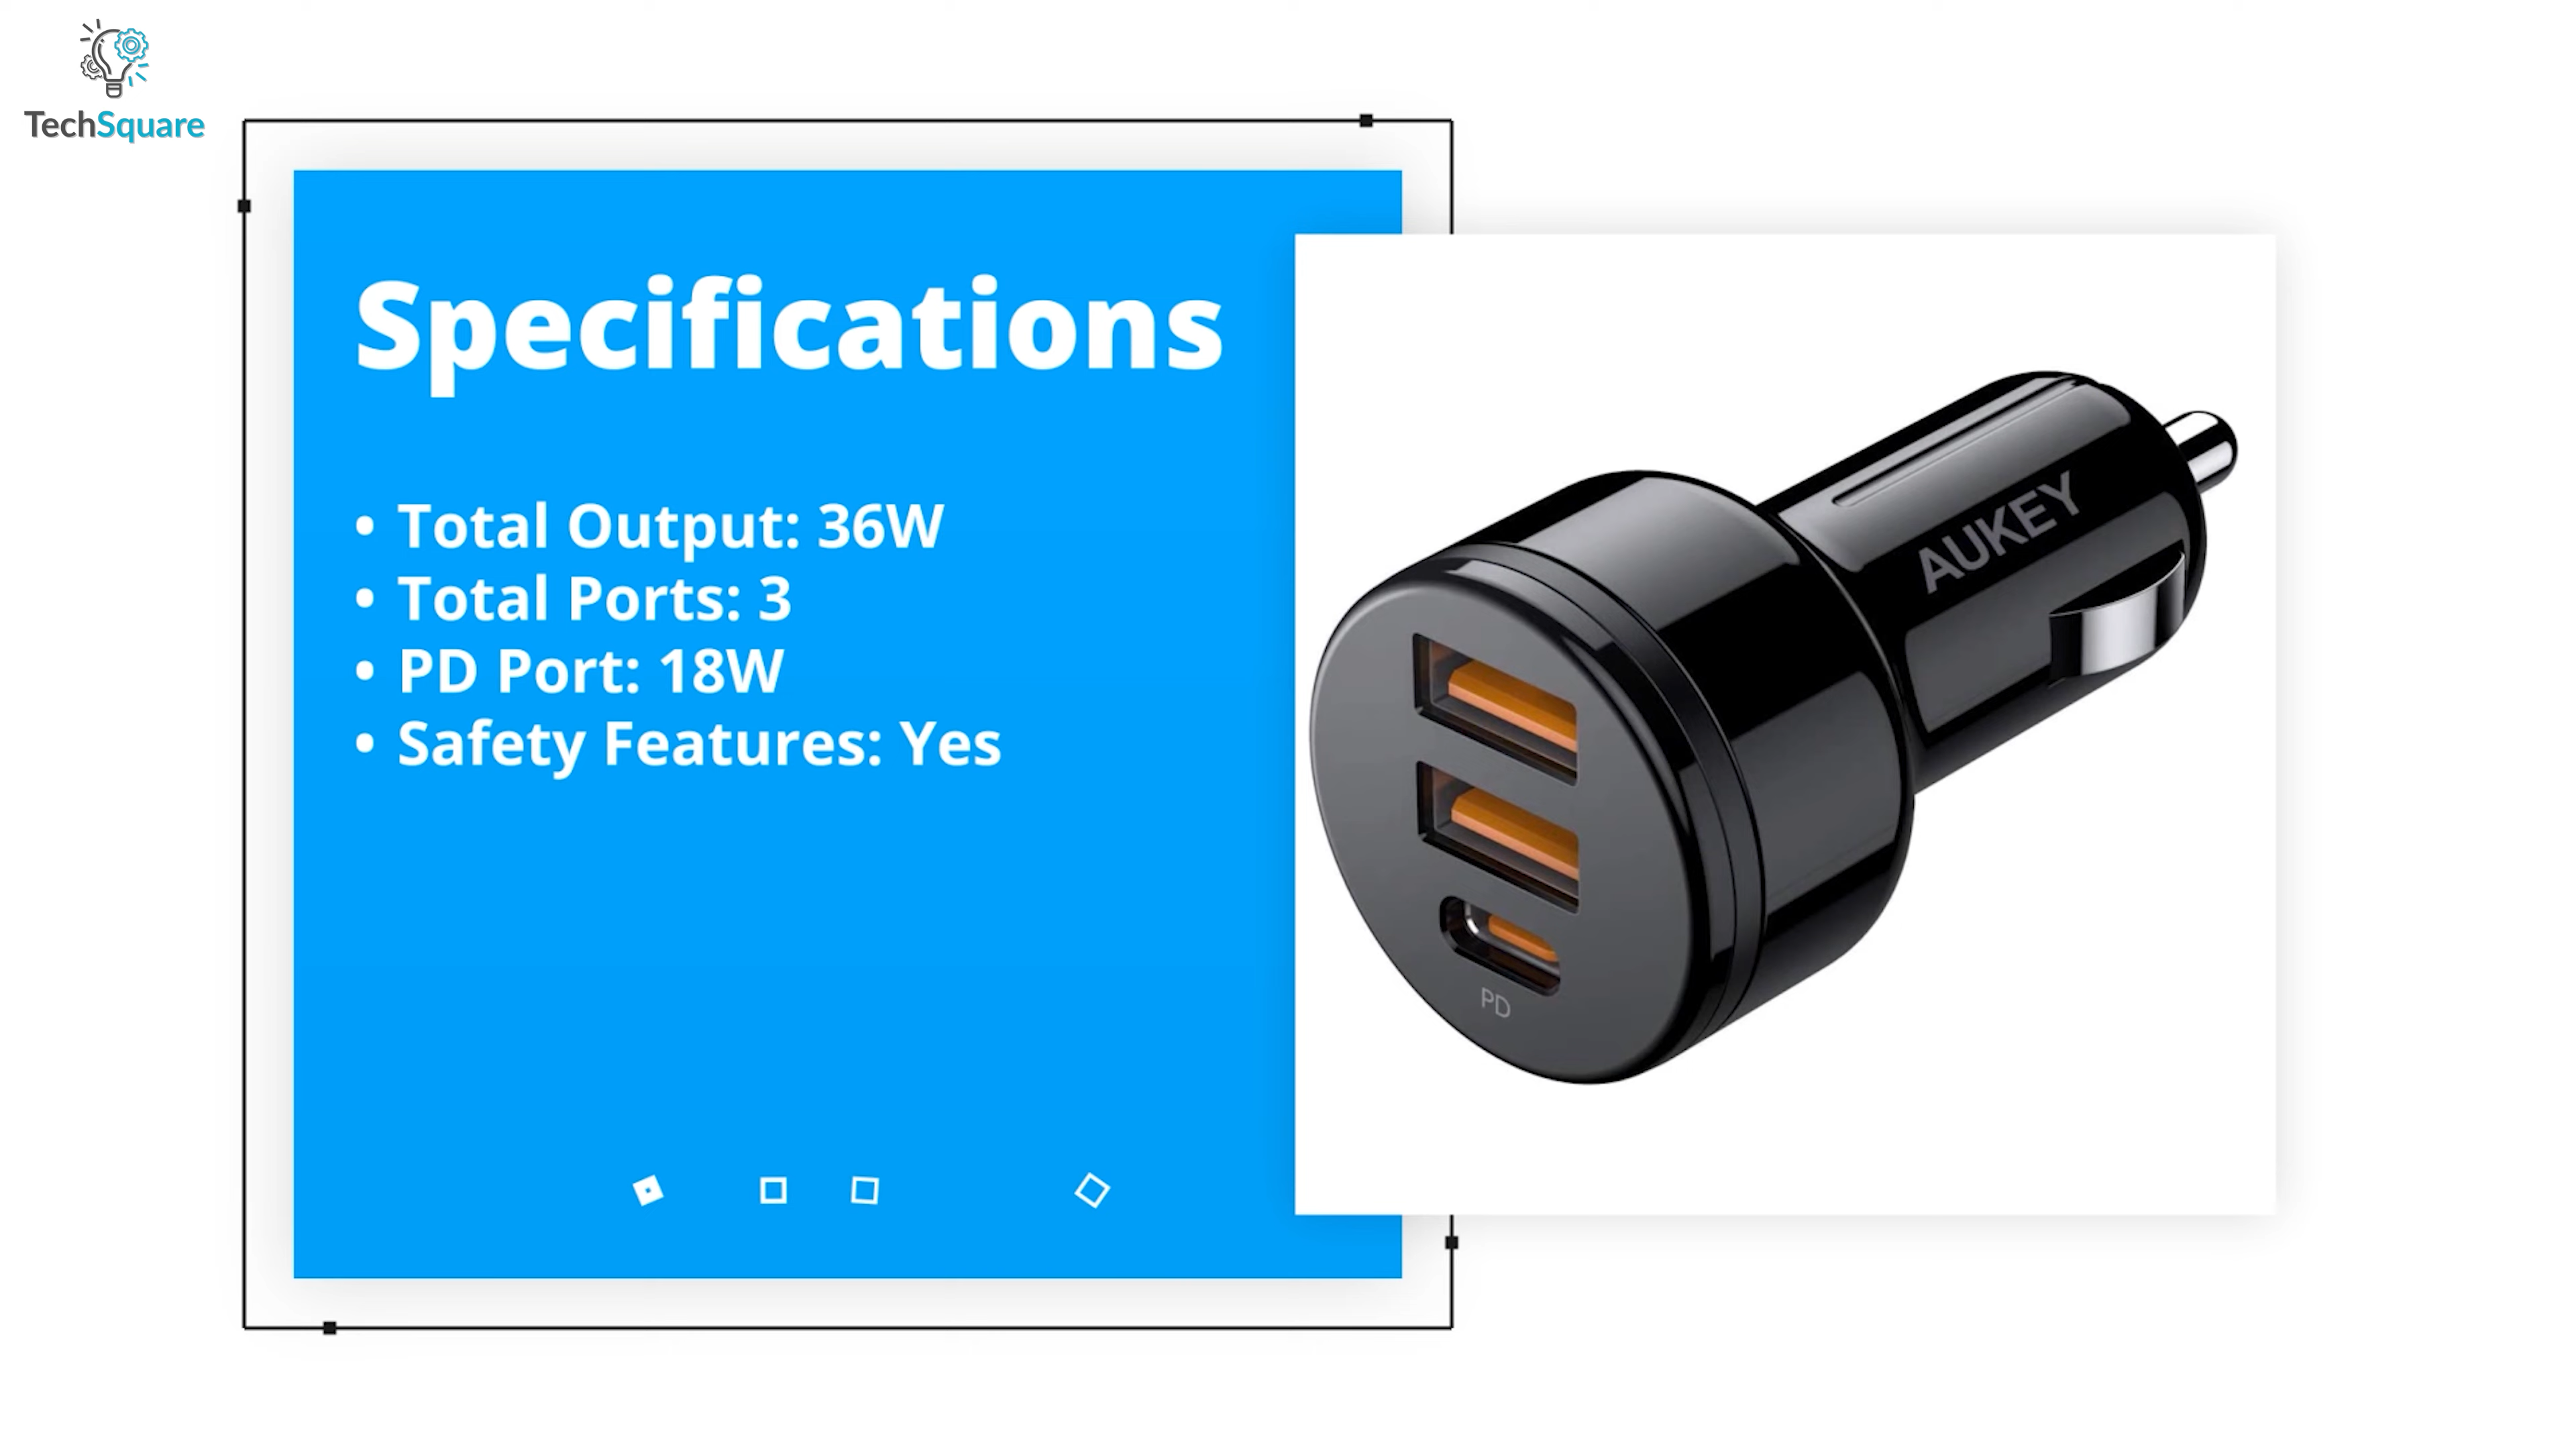 TechSquare
Specifications
• Total Output: 36W
• Total Ports: 3
• PD Port: 18W
• Safety Features: Yes
AUKEY
PD